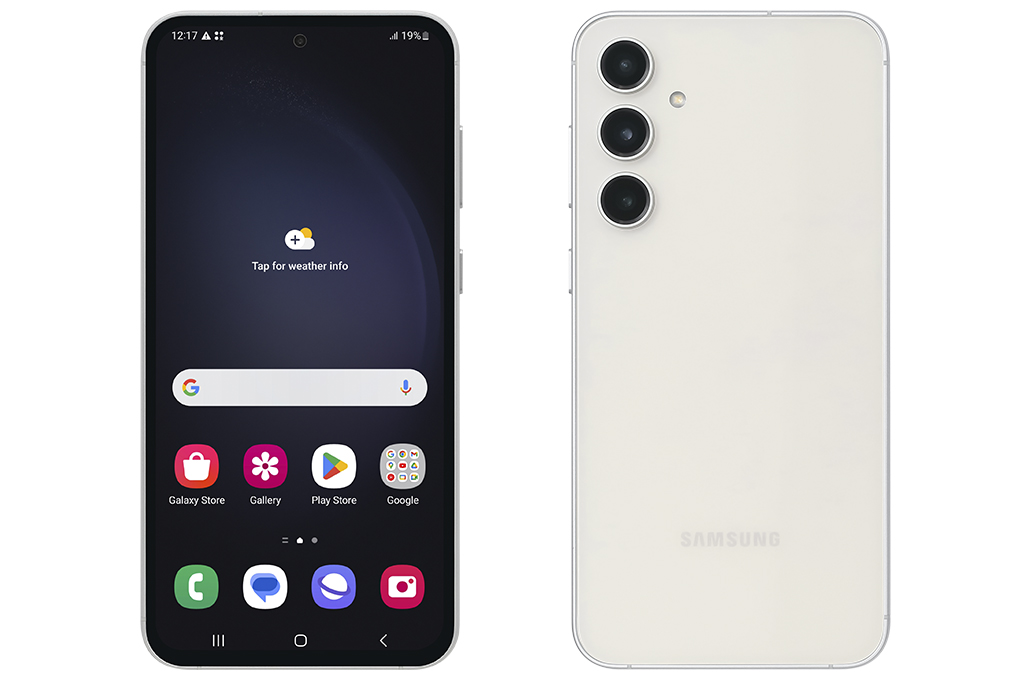 12:17
19%
Tap for weather info
Galaxy Store
Gallery
Play Store
Google
SAMSUNG